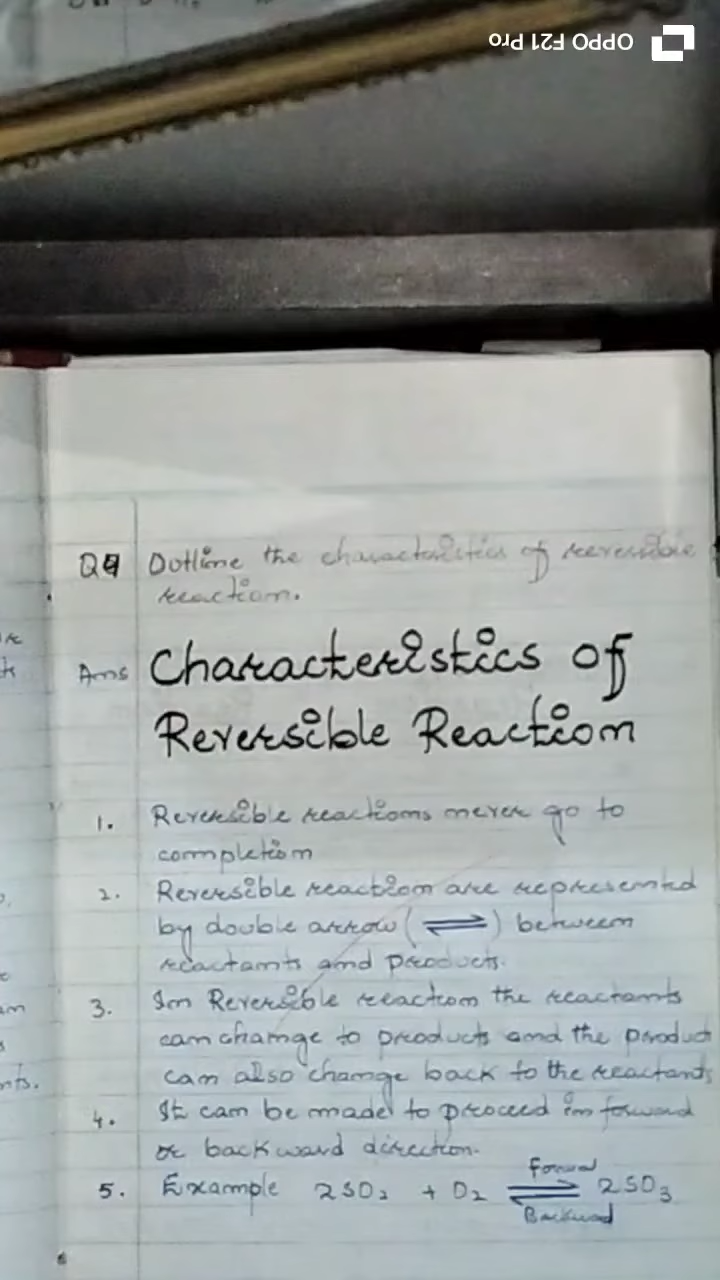 OPPO F21 Pro
Q9 Outline the characteristics of reversible
reaction.
Ans Characteristics of
Reversible Reaction
1. Reversible reactions never go to
completion
2. Reversible reaction are represented
by double arrow (⇌) between
reactants and products.
3. In Reversible reaction the reactants
can change to products and the product
can also change back to the reactants
4. It can be made to proceed in forward
or backward direction.
Forward
5. Example 2SO₂ + O₂ ⇌ 2SO₃
Backward
nts.